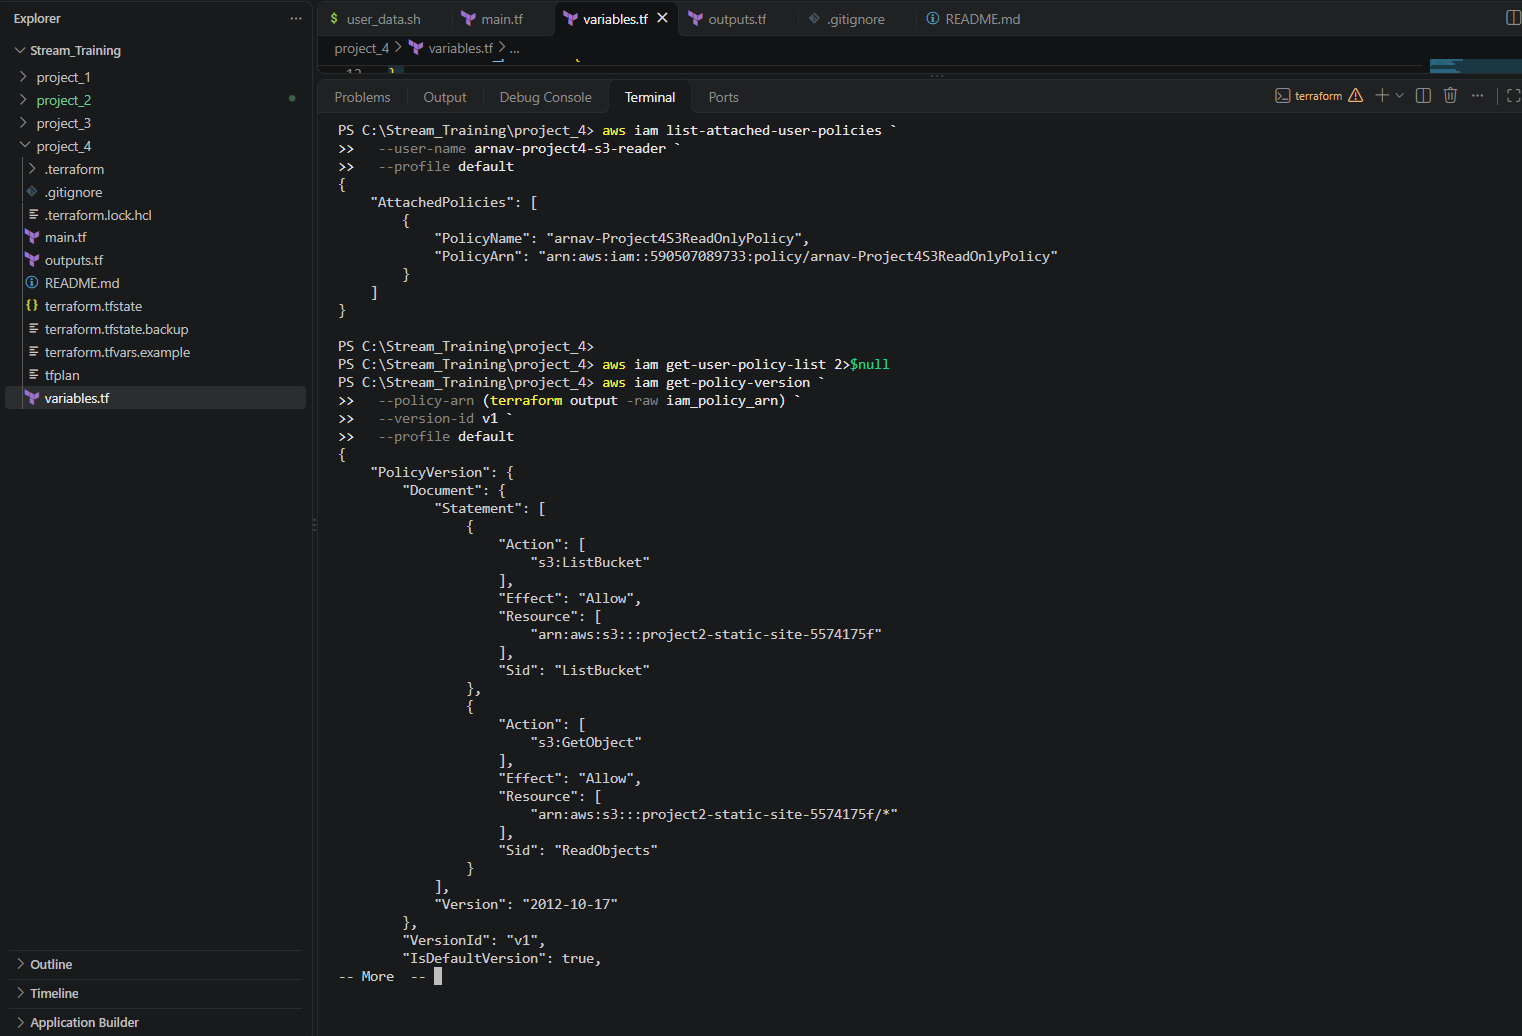 Explorer
Stream_Training
project_1
project_2
project_3
project_4
.terraform
.gitignore
.terraform.lock.hcl
main.tf
outputs.tf
README.md
terraform.tfstate
terraform.tfstate.backup
terraform.tfvars.example
tfplan
variables.tf
Outline
Timeline
Application Builder
user_data.sh main.tf variables.tf outputs.tf .gitignore README.md
project_4 > variables.tf > ...
Problems Output Debug Console Terminal Ports
terraform
PS C:\Stream_Training\project_4> aws iam list-attached-user-policies `
>>   --user-name arnav-project4-s3-reader `
>>   --profile default
{
    "AttachedPolicies": [
        {
            "PolicyName": "arnav-Project4S3ReadOnlyPolicy",
            "PolicyArn": "arn:aws:iam::590507089733:policy/arnav-Project4S3ReadOnlyPolicy"
        }
    ]
}
PS C:\Stream_Training\project_4>
PS C:\Stream_Training\project_4> aws iam get-user-policy-list 2>$null
PS C:\Stream_Training\project_4> aws iam get-policy-version `
>>   --policy-arn (terraform output -raw iam_policy_arn) `
>>   --version-id v1 `
>>   --profile default
{
    "PolicyVersion": {
        "Document": {
            "Statement": [
                {
                    "Action": [
                        "s3:ListBucket"
                    ],
                    "Effect": "Allow",
                    "Resource": [
                        "arn:aws:s3:::project2-static-site-5574175f"
                    ],
                    "Sid": "ListBucket"
                },
                {
                    "Action": [
                        "s3:GetObject"
                    ],
                    "Effect": "Allow",
                    "Resource": [
                        "arn:aws:s3:::project2-static-site-5574175f/*"
                    ],
                    "Sid": "ReadObjects"
                }
            ],
            "Version": "2012-10-17"
        },
        "VersionId": "v1",
        "IsDefaultVersion": true,
-- More  --